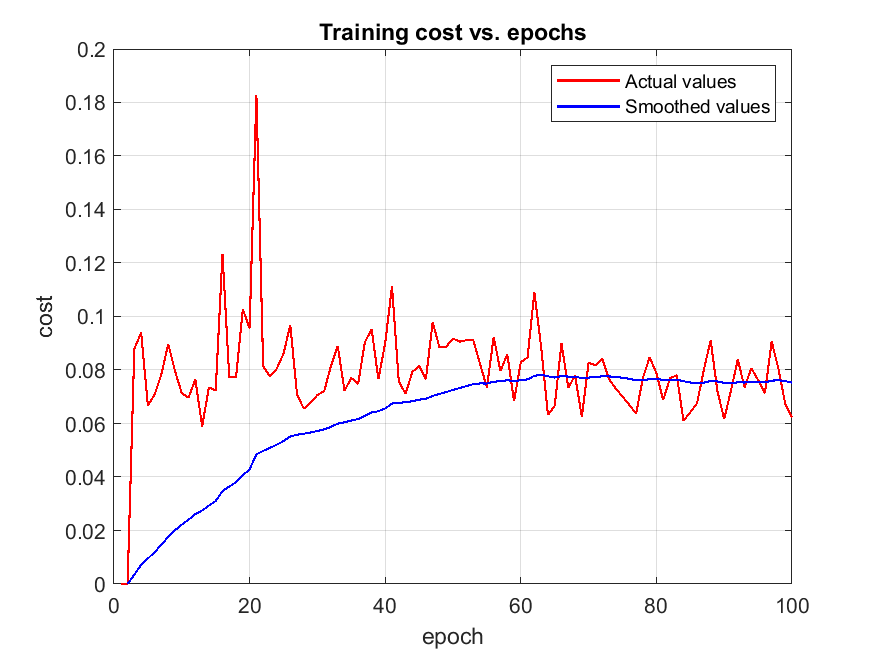 Training cost vs. epochs
0.2
0.18
0.16
0.14
0.12
0.1
0.08
0.06
0.04
0.02
0
cost
Actual values
Smoothed values
0 20 40 60 80 100
epoch